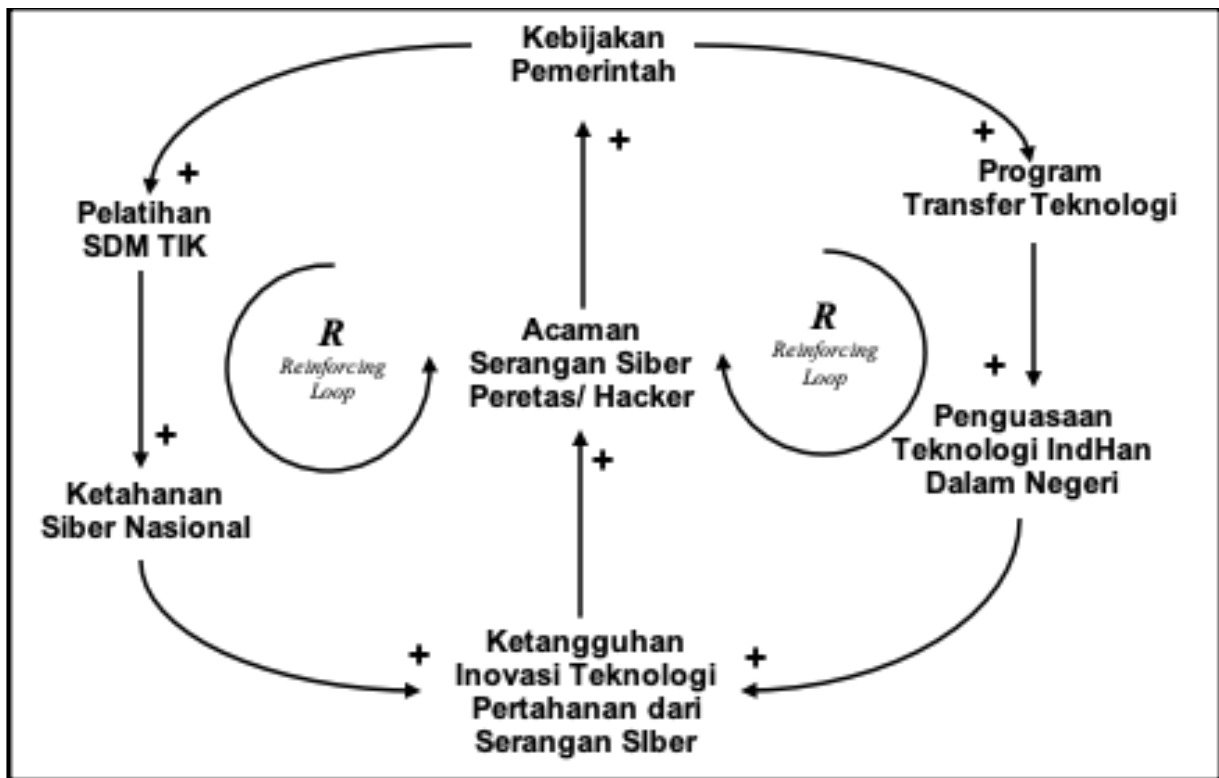 Kebijakan
Pemerintah
+
+
+
Pelatihan
SDM TIK
Program
Transfer Teknologi
R
Reinforcing
Loop
Acaman
Serangan Siber
Peretas/ Hacker
R
Reinforcing
Loop
+
+
Ketahanan
Siber Nasional
+
Penguasaan
Teknologi IndHan
Dalam Negeri
+
+
Ketangguhan
Inovasi Teknologi
Pertahanan dari
Serangan SIber